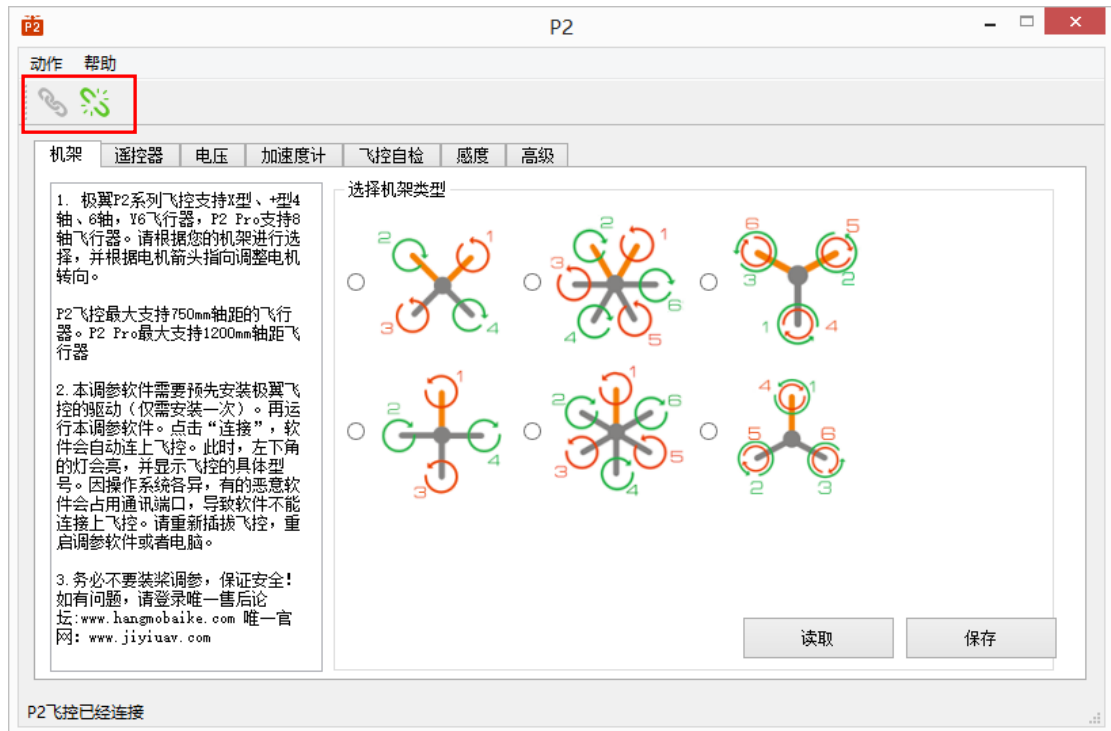 P2
P2
动作 帮助
机架 遥控器 电压 加速度计 飞控自检 感度 高级
1. 极翼P2系列飞控支持X型、+型4
轴、6轴，Y6飞行器，P2 Pro支持8
轴飞行器。请根据您的机架进行选
择，并根据电机箭头指向调整电机
转向。
P2飞控最大支持750mm轴距的飞行
器。P2 Pro最大支持1200mm轴距飞
行器
2.本调参软件需要预先安装极翼飞
控的驱动（仅需安装一次）。再运
行本调参软件。点击“连接”，软
件会自动连上飞控。此时，左下角
的灯会亮，并显示飞控的具体型
号。因操作系统各异，有的恶意软
件会占用通讯端口，导致软件不能
连接上飞控。请重新插拔飞控，重
启调参软件或者电脑。
3.务必不要装桨调参，保证安全！
如有问题，请登录唯一售后论
坛:www.hangmobaike.com 唯一官
网：www.jiyiuav.com
选择机架类型
2 1
3 4
2 1
3 6
4 5
6 5
3 2
1 4
1
2 4
3
1
2 6
3 5
4
4 1
5 6
2 3
读取 保存
P2飞控已经连接